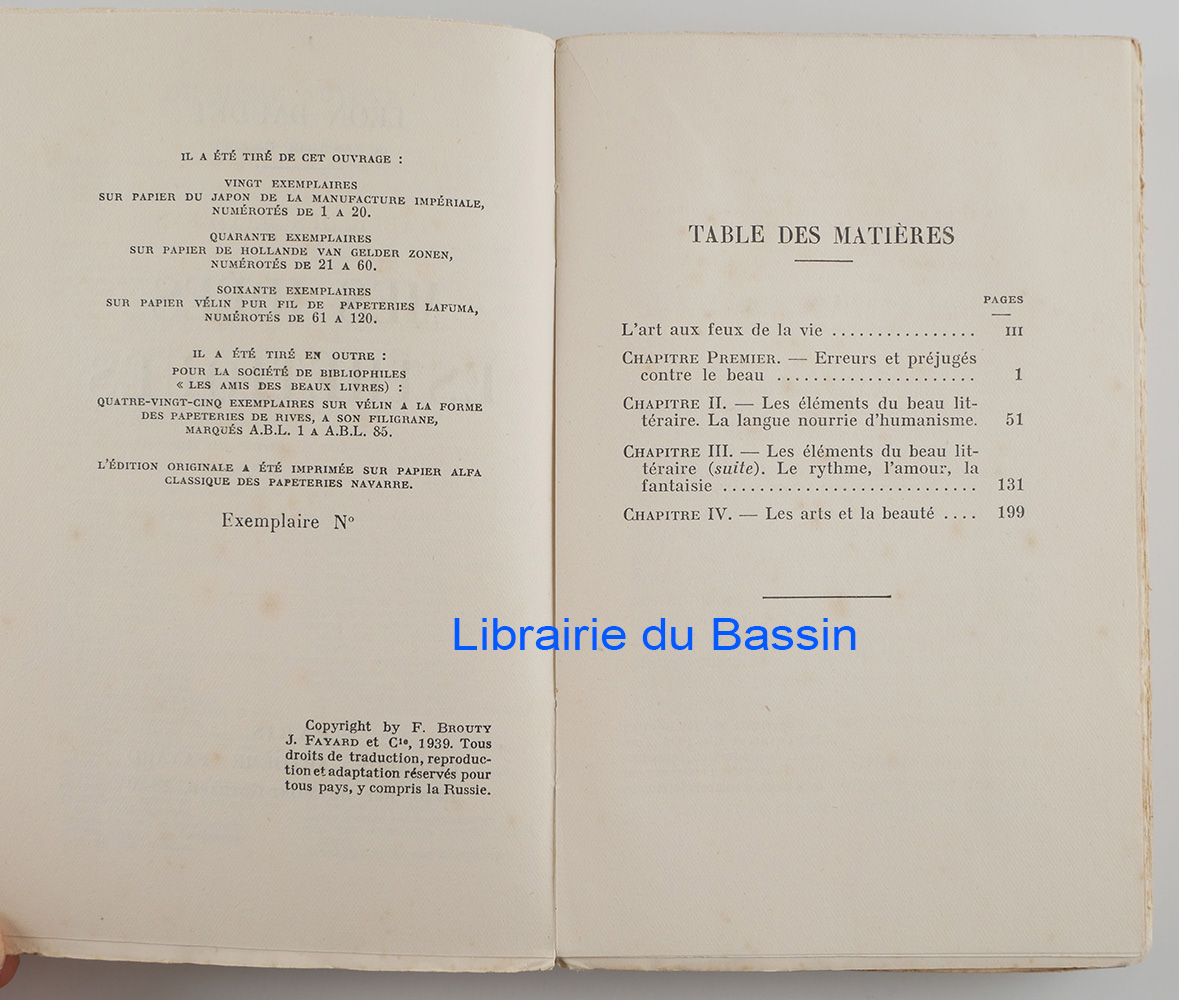 IL A ÉTÉ TIRÉ DE CET OUVRAGE :
VINGT EXEMPLAIRES
SUR PAPIER DU JAPON DE LA MANUFACTURE IMPÉRIALE,
NUMÉROTÉS DE 1 A 20.
QUARANTE EXEMPLAIRES
SUR PAPIER DE HOLLANDE VAN GELDER ZONEN,
NUMÉROTÉS DE 21 A 60.
SOIXANTE EXEMPLAIRES
SUR PAPIER VÉLIN PUR FIL DE PAPETERIES LAFUMA,
NUMÉROTÉS DE 61 A 120.
IL A ÉTÉ TIRÉ EN OUTRE :
POUR LA SOCIÉTÉ DE BIBLIOPHILES
« LES AMIS DES BEAUX LIVRES) :
QUATRE-VINGT-CINQ EXEMPLAIRES SUR VÉLIN A LA FORME
DES PAPETERIES DE RIVES, A SON FILIGRANE,
MARQUÉS A.B.L. 1 A A.B.L. 85.
L'ÉDITION ORIGINALE A ÉTÉ IMPRIMÉE SUR PAPIER ALFA
CLASSIQUE DES PAPETERIES NAVARRE.
Exemplaire Nº
Copyright by F. BROUTY
J. FAYARD et Cie, 1939. Tous
droits de traduction, reproduc-
tion et adaptation réservés pour
tous pays, y compris la Russie.
TABLE DES MATIÈRES
PAGES
L'art aux feux de la vie ................ III
CHAPITRE PREMIER. — Erreurs et préjugés
contre le beau ...................... 1
CHAPITRE II. — Les éléments du beau lit-
téraire. La langue nourrie d'humanisme. 51
CHAPITRE III. — Les éléments du beau lit-
téraire (suite). Le rythme, l'amour, la
fantaisie ............................ 131
CHAPITRE IV. — Les arts et la beauté .... 199
Librairie du Bassin